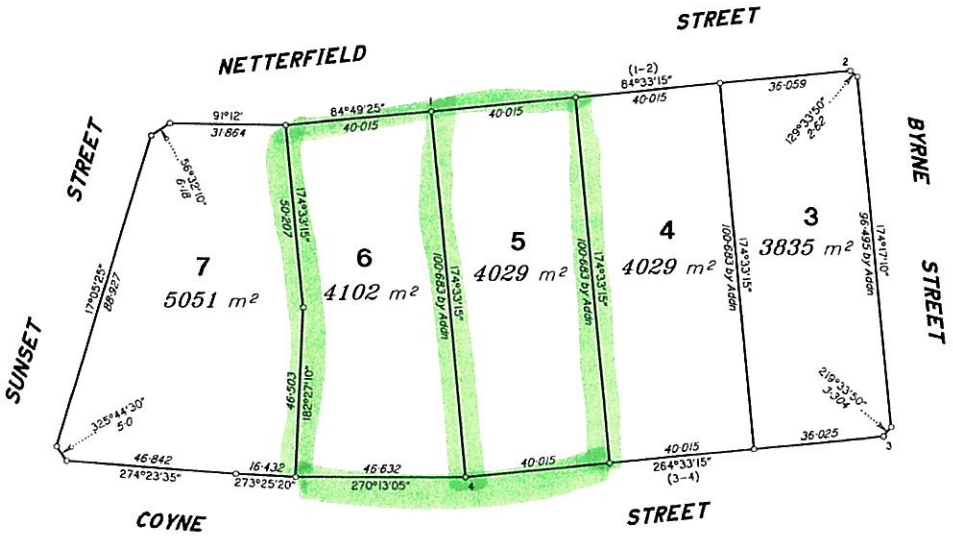 STREET
NETTERFIELD
(1-2)
84°33'15"
2
36·059
91°12'
31·864
84°49'25"
40·015
40·015
40·015
129°33'50"
2·62
BYRNE
STREET
STREET
56°32'10"
6·18
174°33'15"
50·207
7
5051 m²
6
4102 m²
174°33'15"
100·683 by Addn
5
4029 m²
174°33'15"
100·683 by Addn
4
4029 m²
174°33'15"
100·683 by Addn
3
3835 m²
174°17'10"
96·495 by Addn
17°05'25"
88·927
SUNSET
46·503
182°27'10"
325°44'30"
5·0
219°33'50"
3·304
46·842
274°23'35"
16·432
273°25'20"
46·632
270°13'05"
4
40·015
40·015
264°33'15"
(3-4)
36·025
3
COYNE
STREET